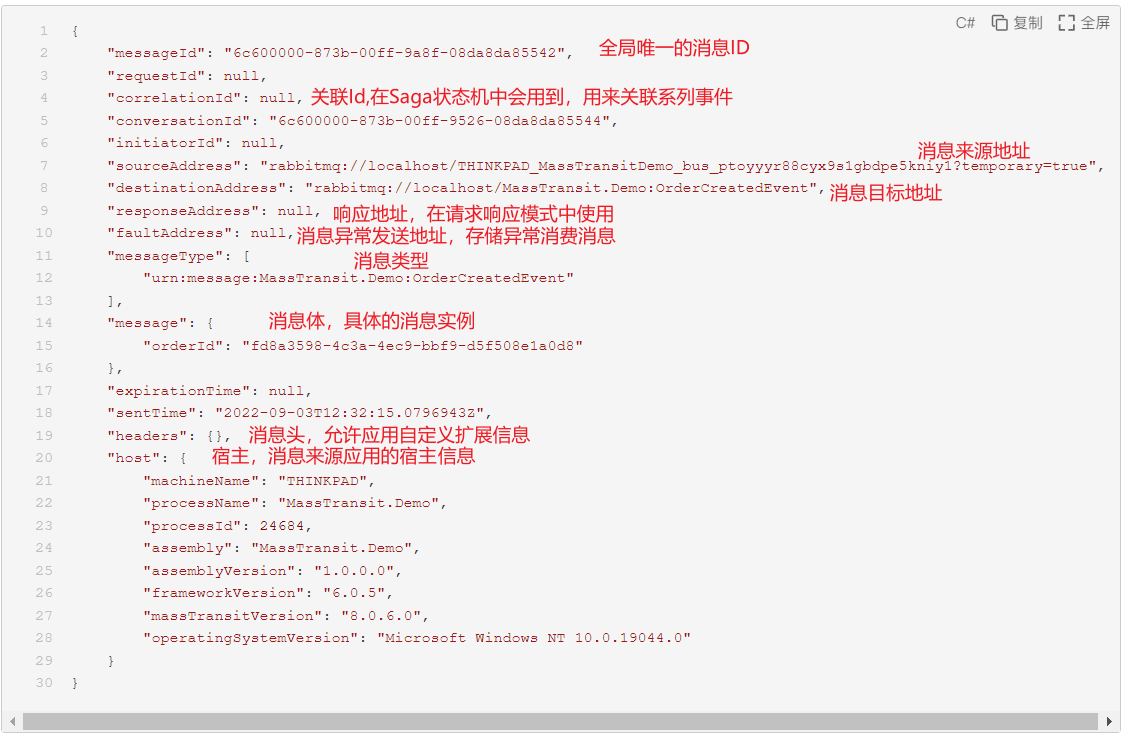 C# 复制 全屏
1 {
2 "messageId": "6c600000-873b-00ff-9a8f-08da8da85542", 全局唯一的消息ID
3 "requestId": null,
4 "correlationId": null, 关联Id,在Saga状态机中会用到，用来关联系列事件
5 "conversationId": "6c600000-873b-00ff-9526-08da8da85544",
6 "initiatorId": null,
消息来源地址
7 "sourceAddress": "rabbitmq://localhost/THINKPAD_MassTransitDemo_bus_ptoyyyr88cyx9s1gbdpe5kniy1?temporary=true",
8 "destinationAddress": "rabbitmq://localhost/MassTransit.Demo:OrderCreatedEvent", 消息目标地址
9 "responseAddress": null, 响应地址，在请求响应模式中使用
10 "faultAddress": null, 消息异常发送地址，存储异常消费消息
11 "messageType": [ 消息类型
12 "urn:message:MassTransit.Demo:OrderCreatedEvent"
13 ],
14 "message": { 消息体，具体的消息实例
15 "orderId": "fd8a3598-4c3a-4ec9-bbf9-d5f508e1a0d8"
16 },
17 "expirationTime": null,
18 "sentTime": "2022-09-03T12:32:15.0796943Z",
19 "headers": {}, 消息头，允许应用自定义扩展信息
20 "host": { 宿主，消息来源应用的宿主信息
21 "machineName": "THINKPAD",
22 "processName": "MassTransit.Demo",
23 "processId": 24684,
24 "assembly": "MassTransit.Demo",
25 "assemblyVersion": "1.0.0.0",
26 "frameworkVersion": "6.0.5",
27 "massTransitVersion": "8.0.6.0",
28 "operatingSystemVersion": "Microsoft Windows NT 10.0.19044.0"
29 }
30 }